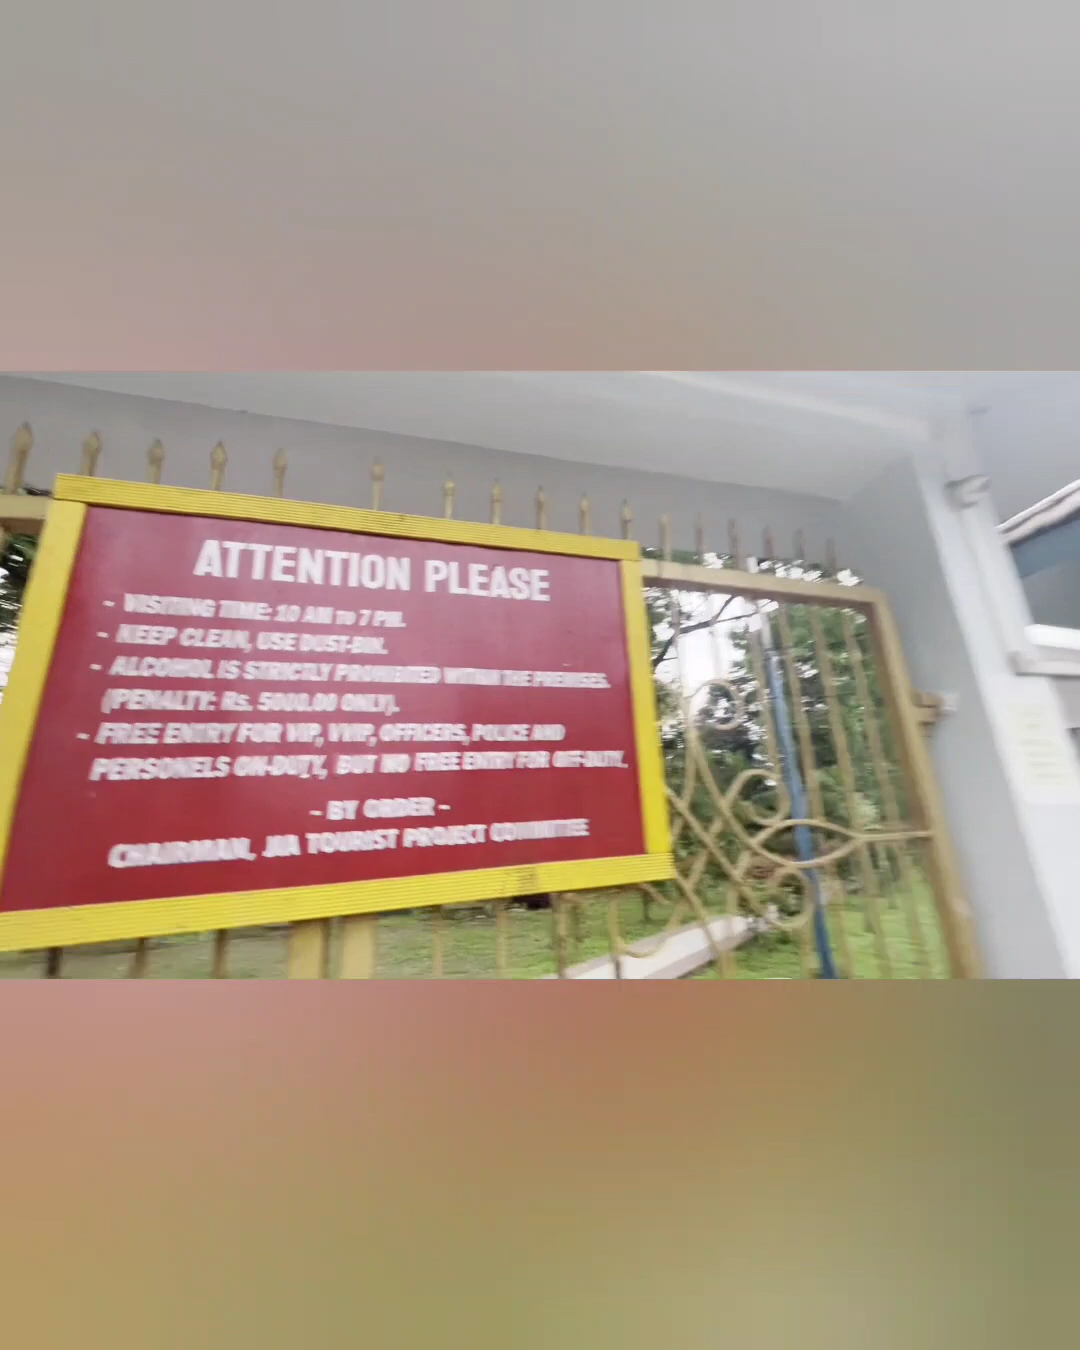 ATTENTION PLEASE
- VISITING TIME: 10 AM to 7 PM.
- KEEP CLEAN, USE DUST-BIN.
- ALCOHOL IS STRICTLY PROHIBITED WITHIN THE PREMISES.
(PENALTY: Rs. 5000.00 ONLY).
- FREE ENTRY FOR VIP, VVIP, OFFICERS, POLICE AND
PERSONELS ON-DUTY, BUT NO FREE ENTRY FOR OFF-DUTY.
- BY ORDER -
CHAIRMAN, JIA TOURIST PROJECT COMMITTEE